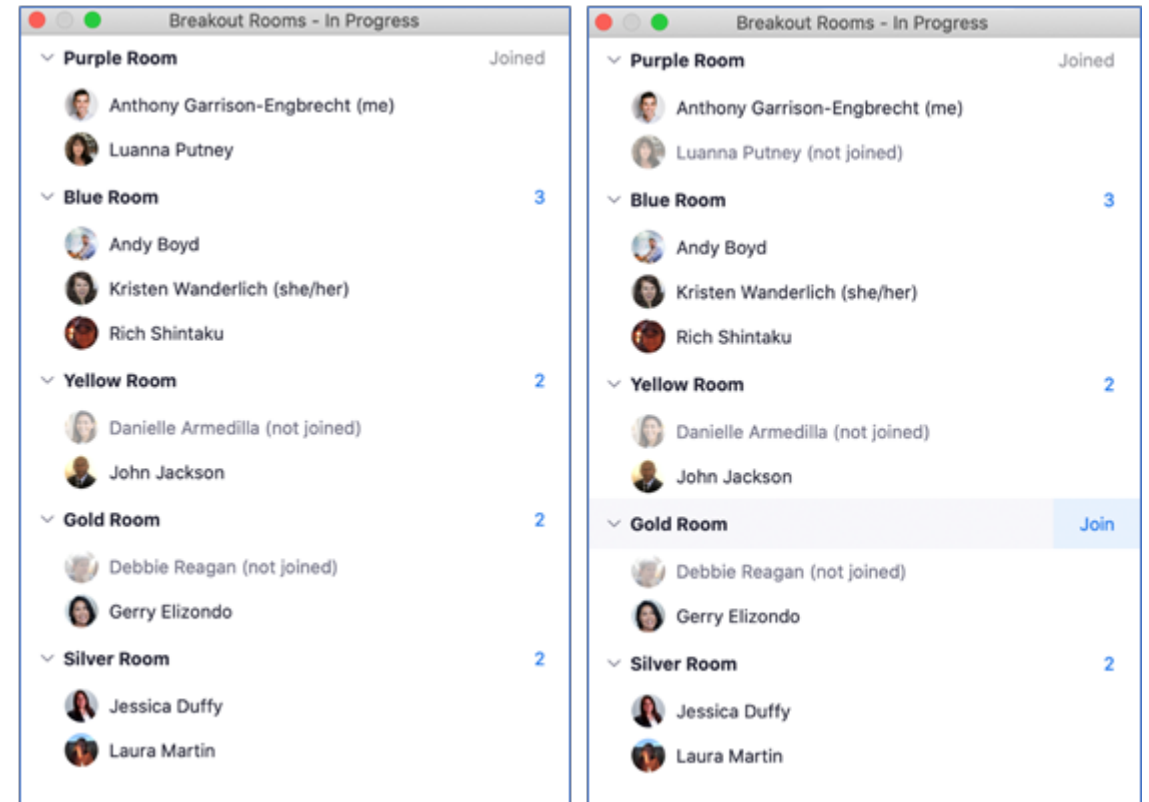 Breakout Rooms - In Progress
Purple Room Joined
Anthony Garrison-Engbrecht (me)
Luanna Putney
Blue Room 3
Andy Boyd
Kristen Wanderlich (she/her)
Rich Shintaku
Yellow Room 2
Danielle Armedilla (not joined)
John Jackson
Gold Room 2
Debbie Reagan (not joined)
Gerry Elizondo
Silver Room 2
Jessica Duffy
Laura Martin
Breakout Rooms - In Progress
Purple Room Joined
Anthony Garrison-Engbrecht (me)
Luanna Putney (not joined)
Blue Room 3
Andy Boyd
Kristen Wanderlich (she/her)
Rich Shintaku
Yellow Room 2
Danielle Armedilla (not joined)
John Jackson
Gold Room Join
Debbie Reagan (not joined)
Gerry Elizondo
Silver Room 2
Jessica Duffy
Laura Martin